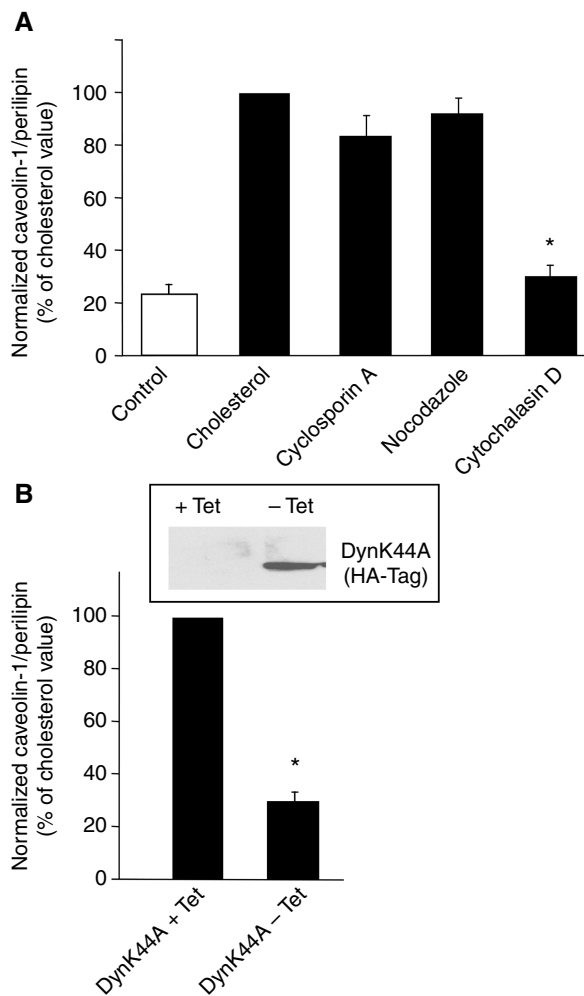 A
Normalized caveolin-1/perilipin
(% of cholesterol value)
100
80
60
40
20
0
*
Control
Cholesterol
Cyclosporin A
Nocodazole
Cytochalasin D
B
+ Tet
– Tet
DynK44A
(HA-Tag)
Normalized caveolin-1/perilipin
(% of cholesterol value)
100
80
60
40
20
0
*
DynK44A + Tet
DynK44A – Tet